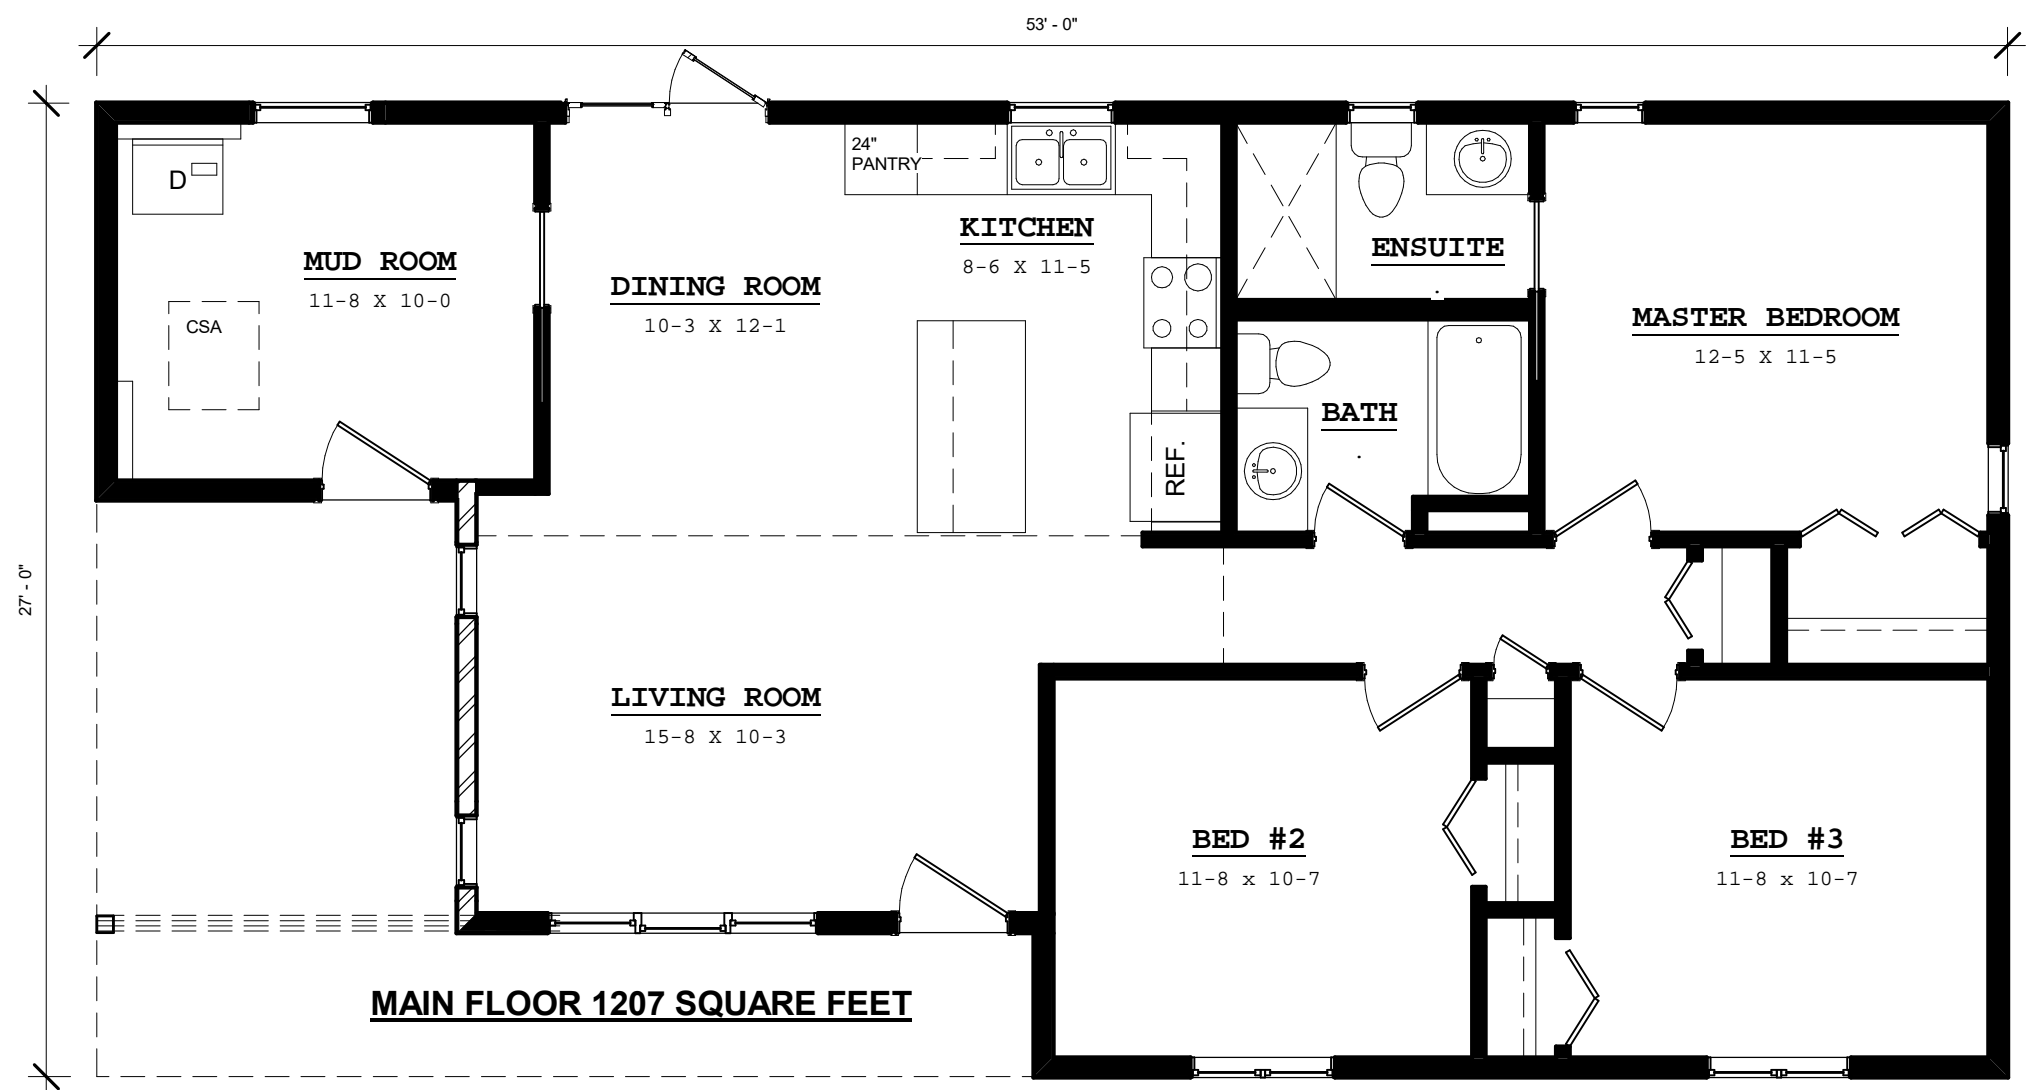 53' - 0"
27' - 0"
D
MUD ROOM
11-8 X 10-0
CSA
DINING ROOM
10-3 X 12-1
24"
PANTRY
KITCHEN
8-6 X 11-5
REF.
ENSUITE
BATH
MASTER BEDROOM
12-5 X 11-5
LIVING ROOM
15-8 X 10-3
BED #2
11-8 x 10-7
BED #3
11-8 x 10-7
MAIN FLOOR 1207 SQUARE FEET